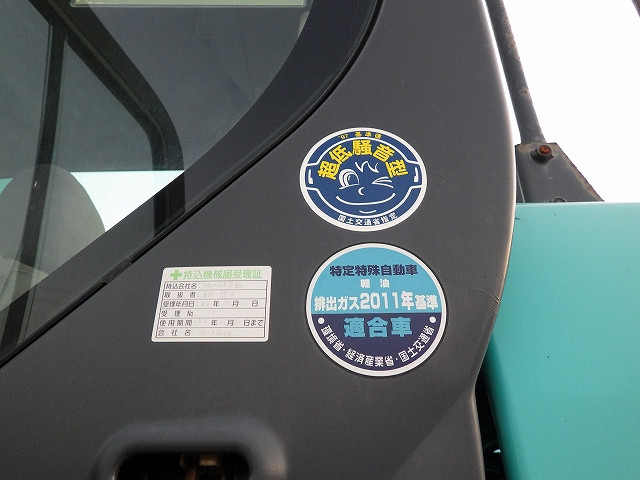 '97 基準値
超低騒音型
国土交通省指定
持込機械届受理証
持込会社名
取扱者
受理年月日 年 月 日
受理 No
使用期間 年 月 日まで
会社名
特定特殊自動車
軽油
排出ガス2011年基準
適合車
・環境省・経済産業省・国土交通省・